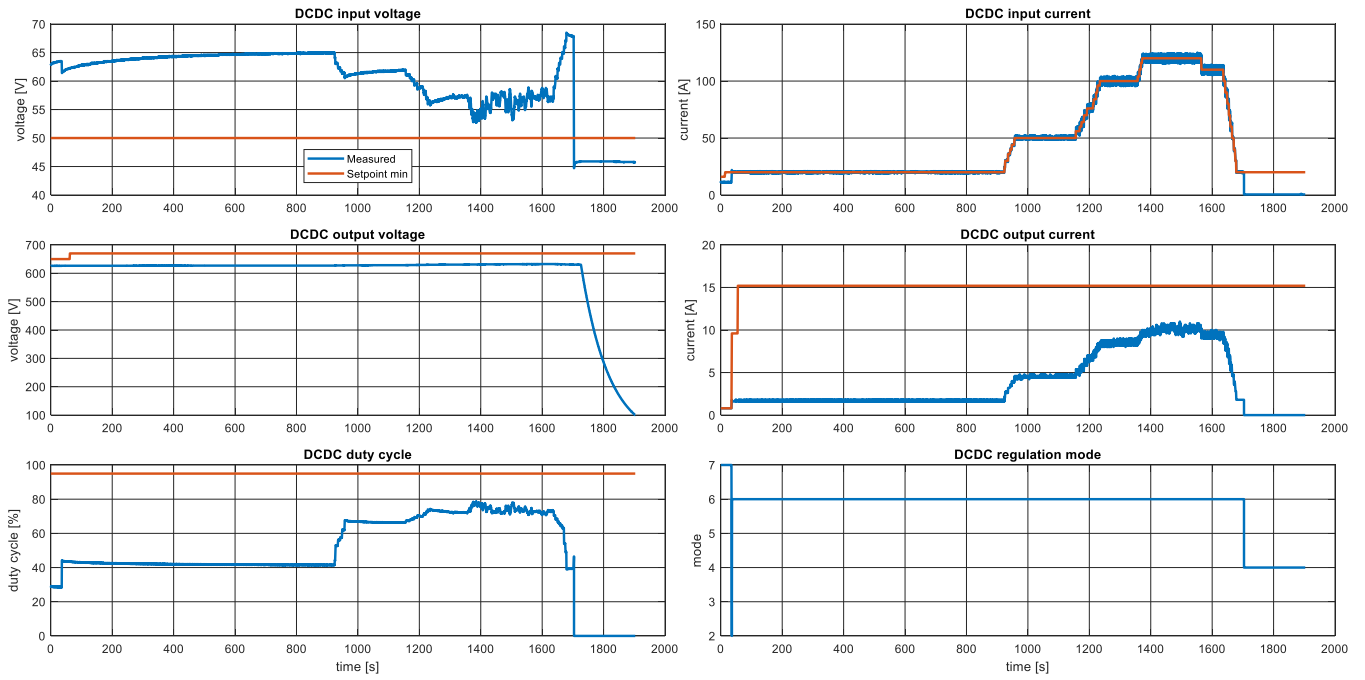 DCDC input voltage
voltage [V]
70
65
60
55
50
45
40
0 200 400 600 800 1000 1200 1400 1600 1800 2000
Measured
Setpoint min
DCDC input current
current [A]
150
100
50
0
0 200 400 600 800 1000 1200 1400 1600 1800 2000
DCDC output voltage
voltage [V]
700
600
500
400
300
200
100
0 200 400 600 800 1000 1200 1400 1600 1800 2000
DCDC output current
current [A]
20
15
10
5
0
0 200 400 600 800 1000 1200 1400 1600 1800 2000
DCDC duty cycle
duty cycle [%]
100
80
60
40
20
0
0 200 400 600 800 1000 1200 1400 1600 1800 2000
time [s]
DCDC regulation mode
mode
7
6
5
4
3
2
0 200 400 600 800 1000 1200 1400 1600 1800 2000
time [s]